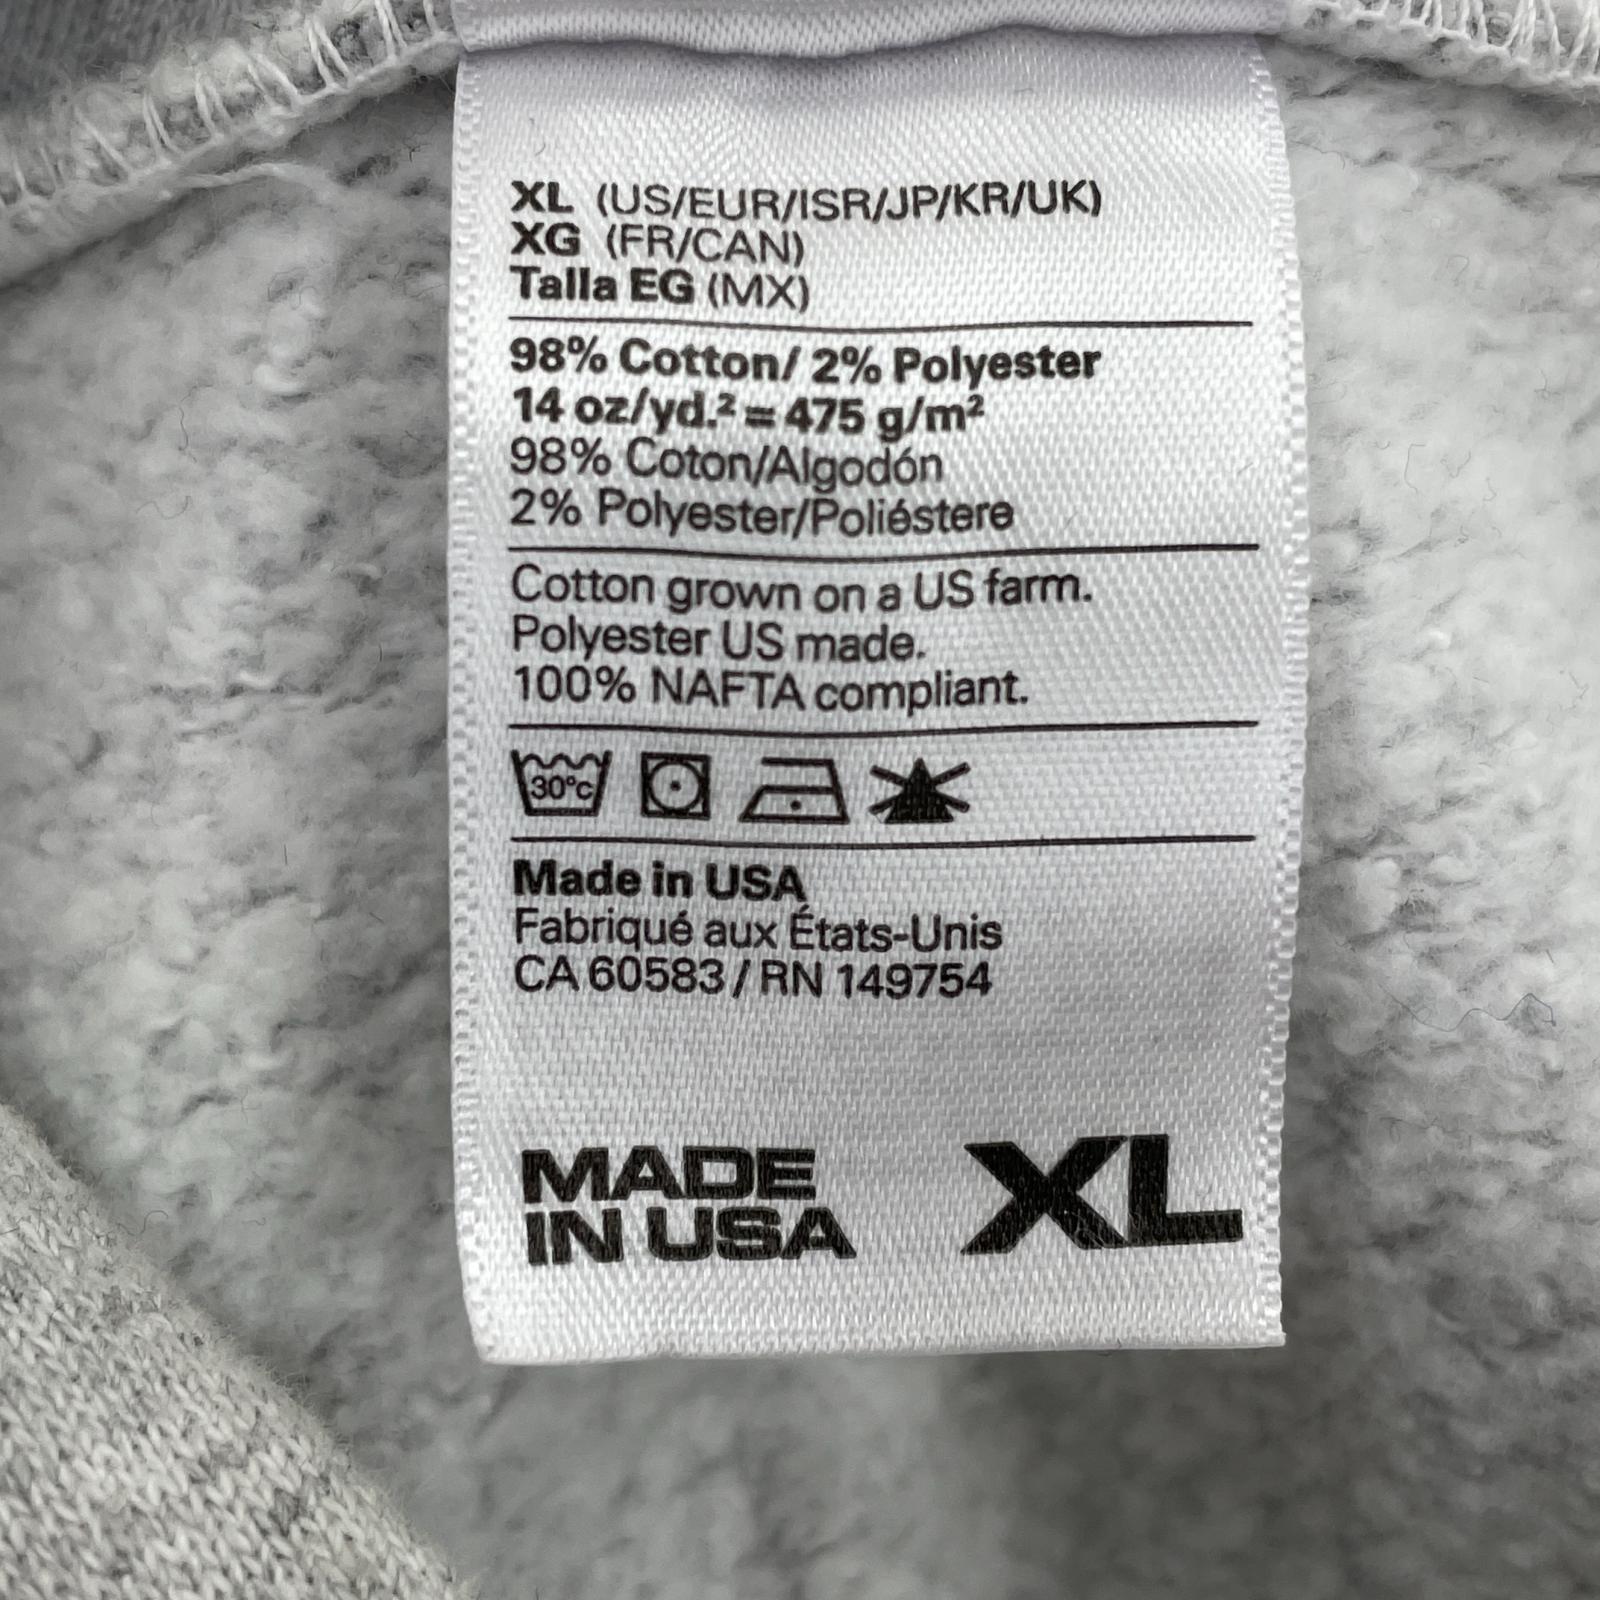 XL (US/EUR/ISR/JP/KR/UK)
XG (FR/CAN)
Talla EG (MX)
98% Cotton/ 2% Polyester
14 oz/yd.² = 475 g/m²
98% Coton/Algodón
2% Polyester/Poliéstere
Cotton grown on a US farm.
Polyester US made.
100% NAFTA compliant.
30°c
Made in USA
Fabriqué aux États-Unis
CA 60583 / RN 149754
MADE
IN USA
XL